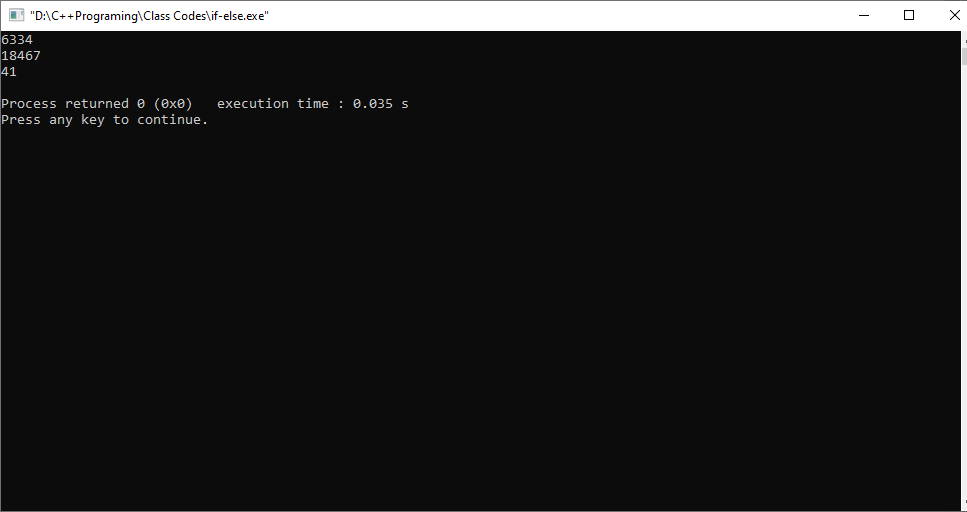 "D:\C++Programing\Class Codes\if-else.exe"
6334
18467
41
Process returned 0 (0x0)   execution time : 0.035 s
Press any key to continue.